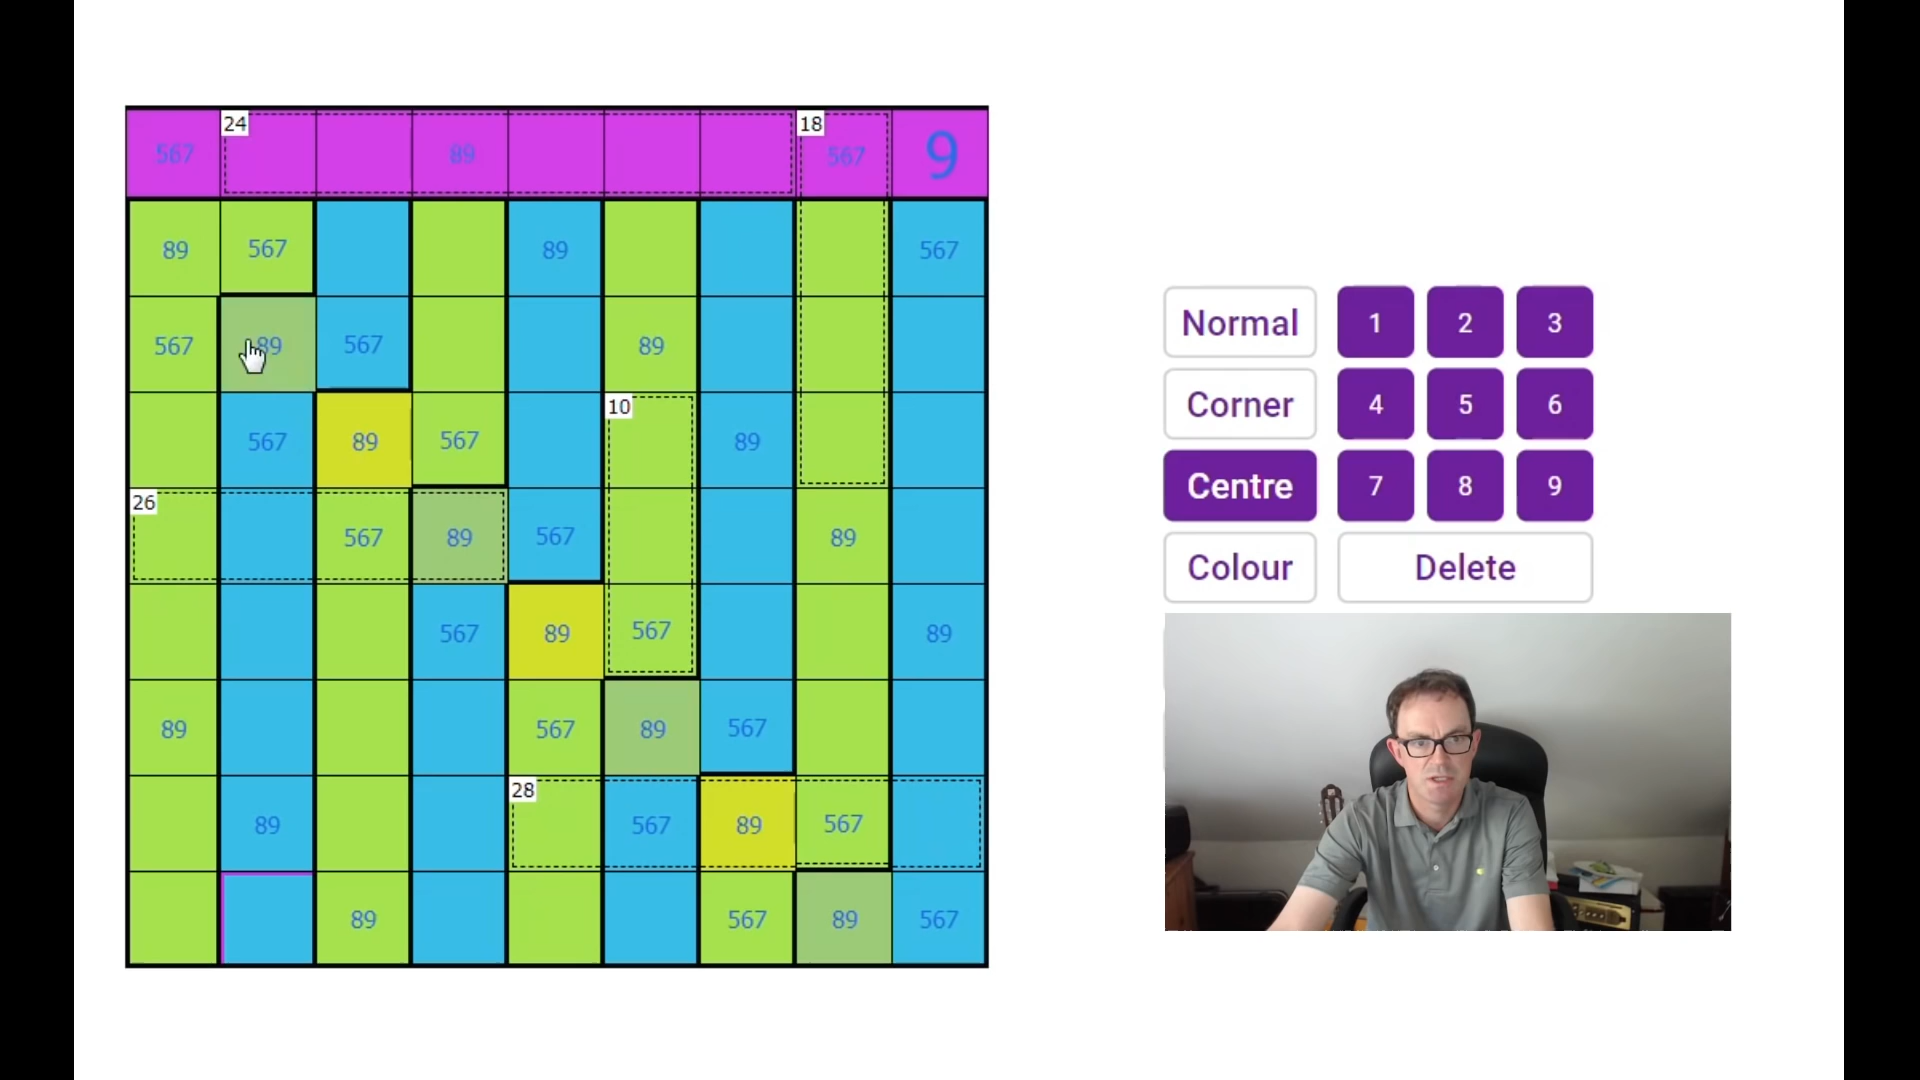 24 18
567 89 567 9
89 567 89 567
567 89 567 89
10
567 89 567 89
26
567 89 567 89
567 89 567 89
89 567 89 567
28
89 567 89 567
89 567 89 567
Normal 1 2 3
Corner 4 5 6
Centre 7 8 9
Colour Delete